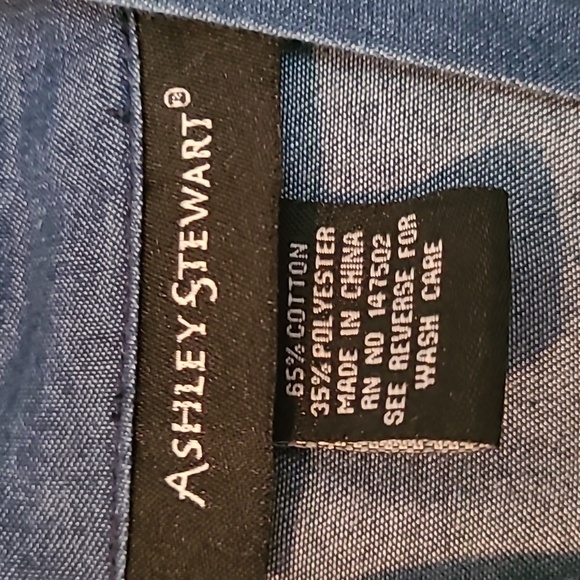 ASHLEY STEWART®
65% COTTON
35% POLYESTER
MADE IN CHINA
RN NO 147502
SEE REVERSE FOR
WASH CARE